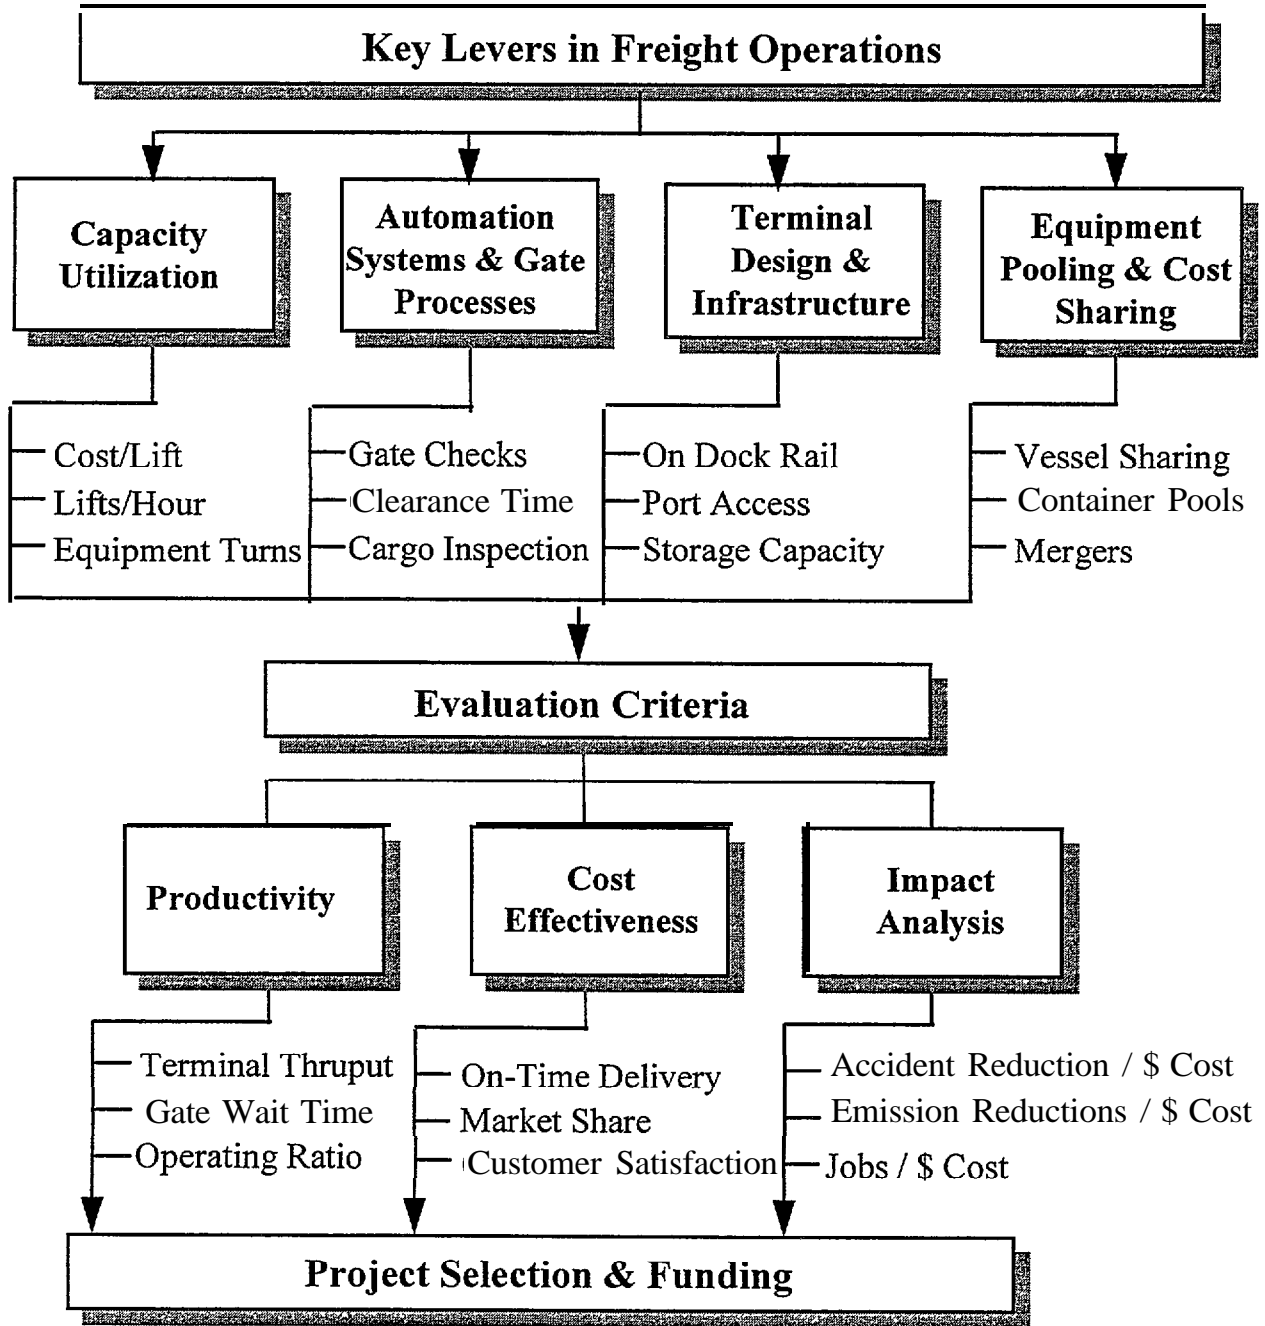 Key Levers in Freight Operations
Capacity
Utilization
Automation
Systems & Gate
Processes
Terminal
Design &
Infrastructure
Equipment
Pooling & Cost
Sharing
Cost/Lift
Lifts/Hour
Equipment Turns
Gate Checks
Clearance Time
Cargo Inspection
On Dock Rail
Port Access
Storage Capacity
Vessel Sharing
Container Pools
Mergers
Evaluation Criteria
Productivity
Cost
Effectiveness
Impact
Analysis
Terminal Thruput
Gate Wait Time
Operating Ratio
On-Time Delivery
Market Share
Customer Satisfaction
Accident Reduction / $ Cost
Emission Reductions / $ Cost
Jobs / $ Cost
Project Selection & Funding